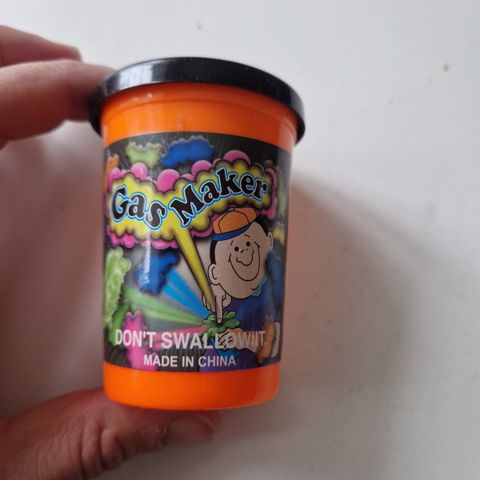 Gas Maker
DON'T SWALLOW IT
MADE IN CHINA